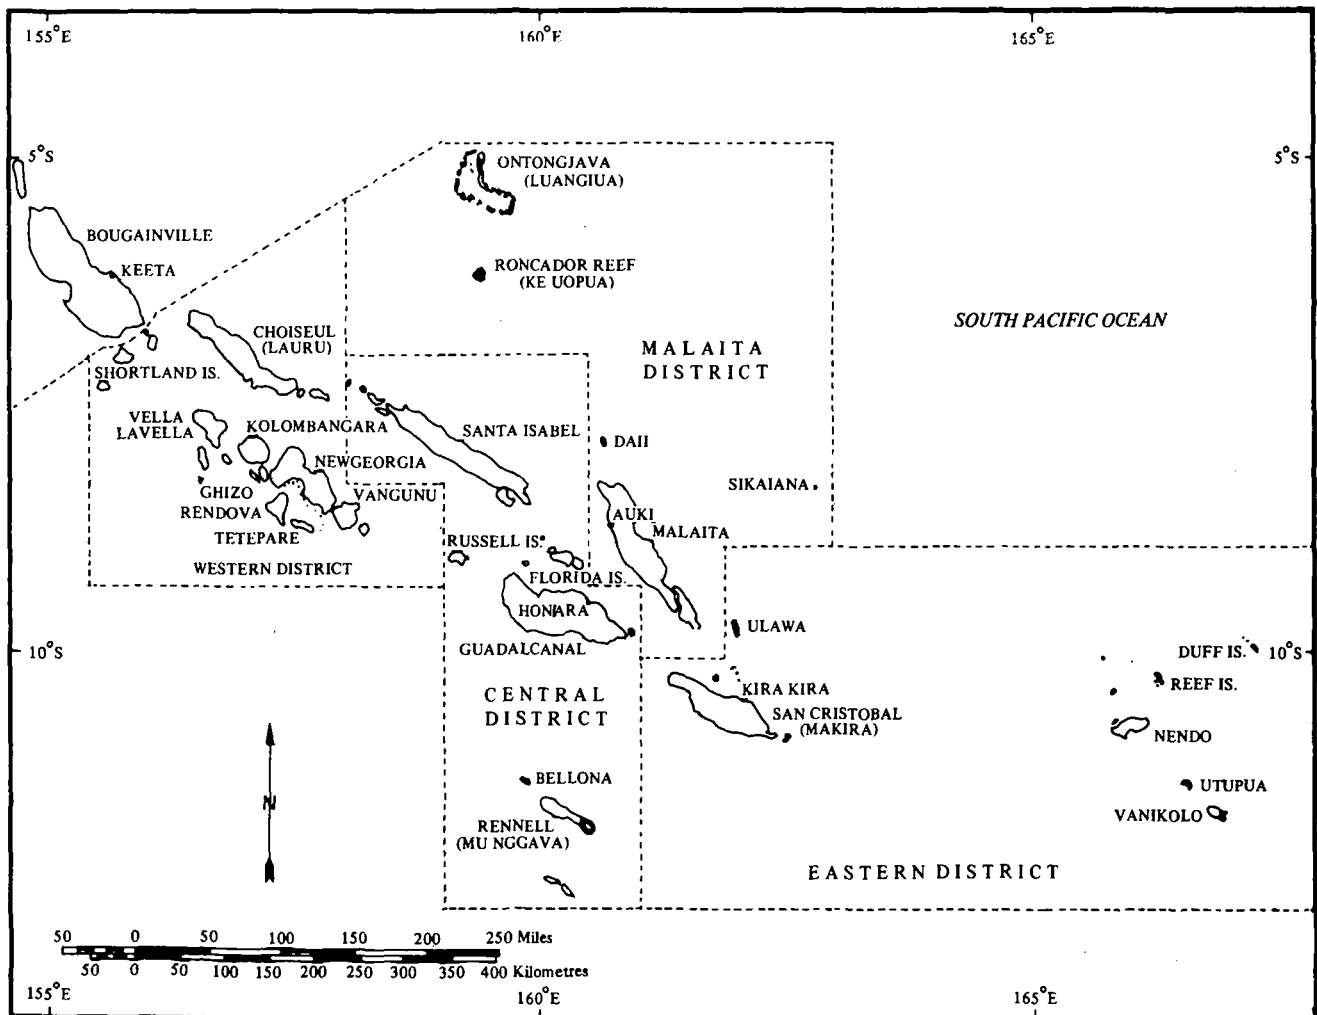 155°E 160°E 165°E
5°S 5°S
ONTONGJAVA
(LUANGIUA)
BOUGAINVILLE
KEETA
RONCADOR REEF
(KE UOPUA)
SOUTH PACIFIC OCEAN
CHOISEUL
(LAURU)
MALAITA
DISTRICT
SHORTLAND IS.
VELLA
LAVELLA
KOLOMBANGARA
SANTA ISABEL
DAII
NEWGEORGIA
SIKAIANA
GHIZO
VANGUNU
RENDOVA
AUKI
MALAITA
TETEPARE
RUSSELL IS.
WESTERN DISTRICT
FLORIDA IS.
HONIARA
ULAWA
GUADALCANAL
10°S 10°S
DUFF IS.
REEF IS.
KIRA KIRA
CENTRAL
DISTRICT
SAN CRISTOBAL
(MAKIRA)
NENDO
BELLONA
UTUPUA
N
VANIKOLO
RENNELL
(MU NGGAVA)
EASTERN DISTRICT
50 0 50 100 150 200 250 Miles
50 0 50 100 150 200 250 300 350 400 Kilometres
155°E 160°E 165°E